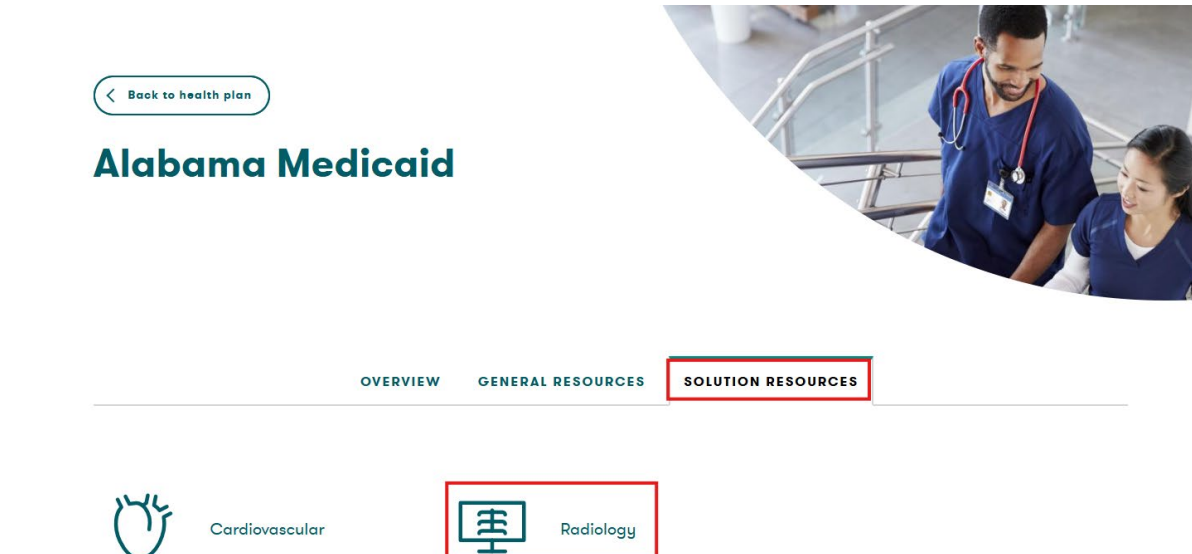 Back to health plan
Alabama Medicaid
OVERVIEW GENERAL RESOURCES SOLUTION RESOURCES
Cardiovascular Radiology